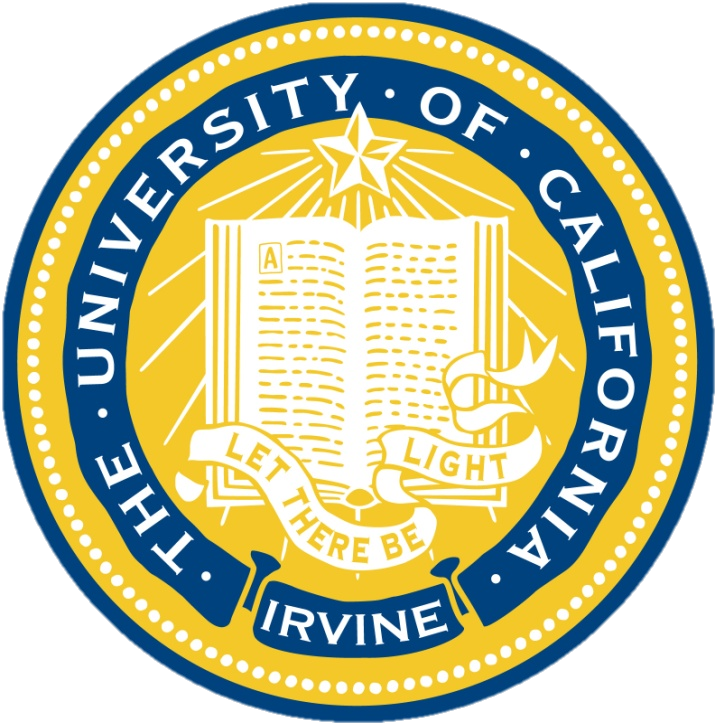 · THE · UNIVERSITY · OF · CALIFORNIA ·
A
LET THERE BE LIGHT
IRVINE